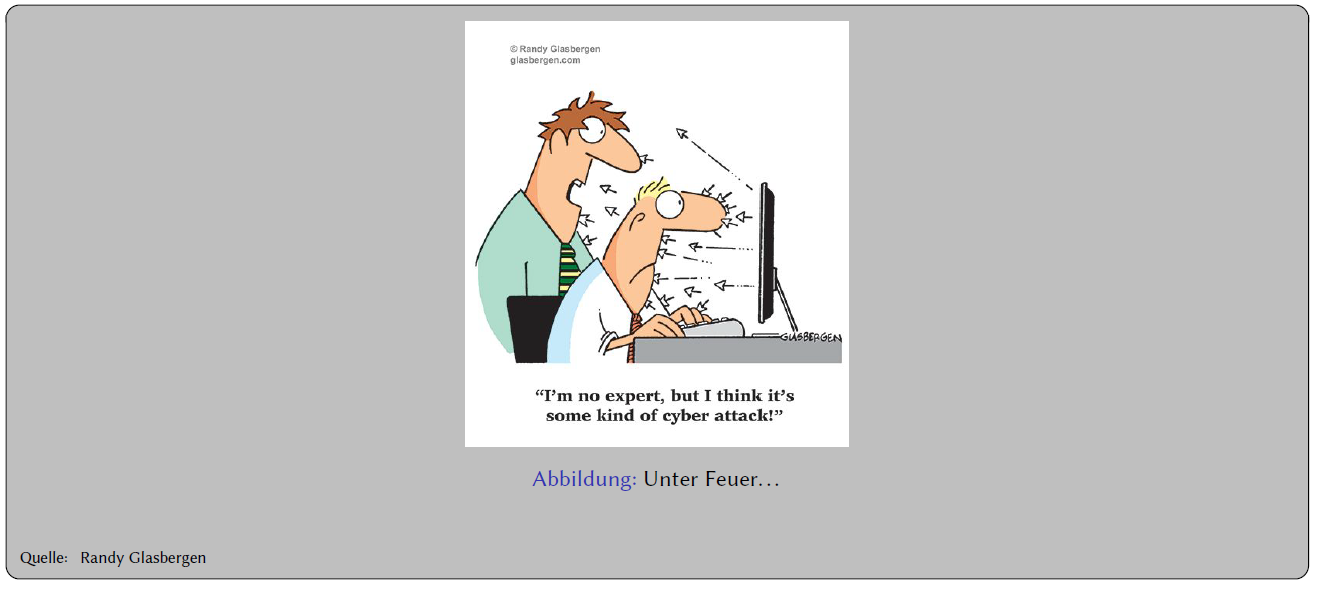 © Randy Glasbergen
glasbergen.com
GLASBERGEN
“I’m no expert, but I think it’s
some kind of cyber attack!”
Abbildung: Unter Feuer…
Quelle: Randy Glasbergen